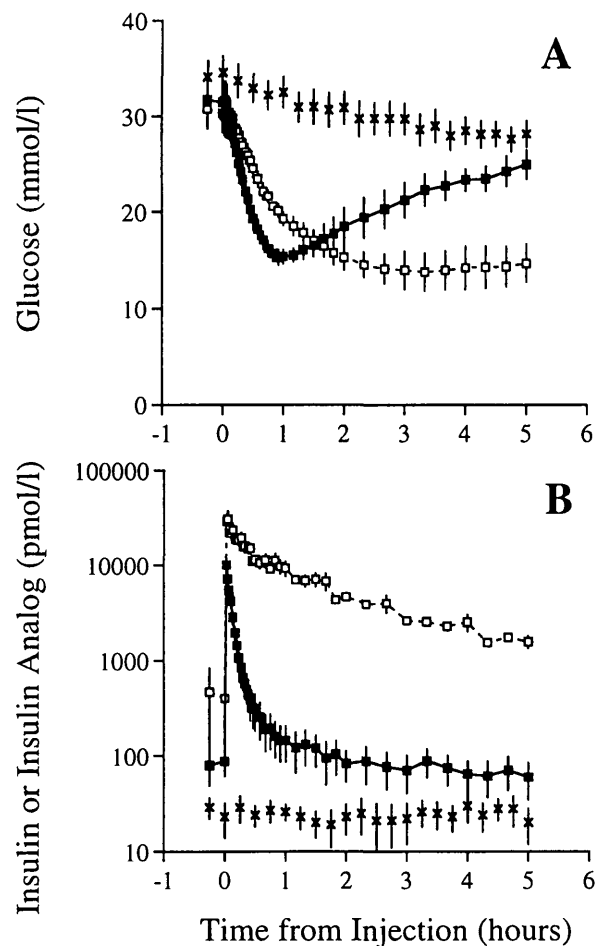 A
Glucose (mmol/l)
40
30
20
10
0
-1 0 1 2 3 4 5 6
B
Insulin or Insulin Analog (pmol/l)
100000
10000
1000
100
10
-1 0 1 2 3 4 5 6
Time from Injection (hours)